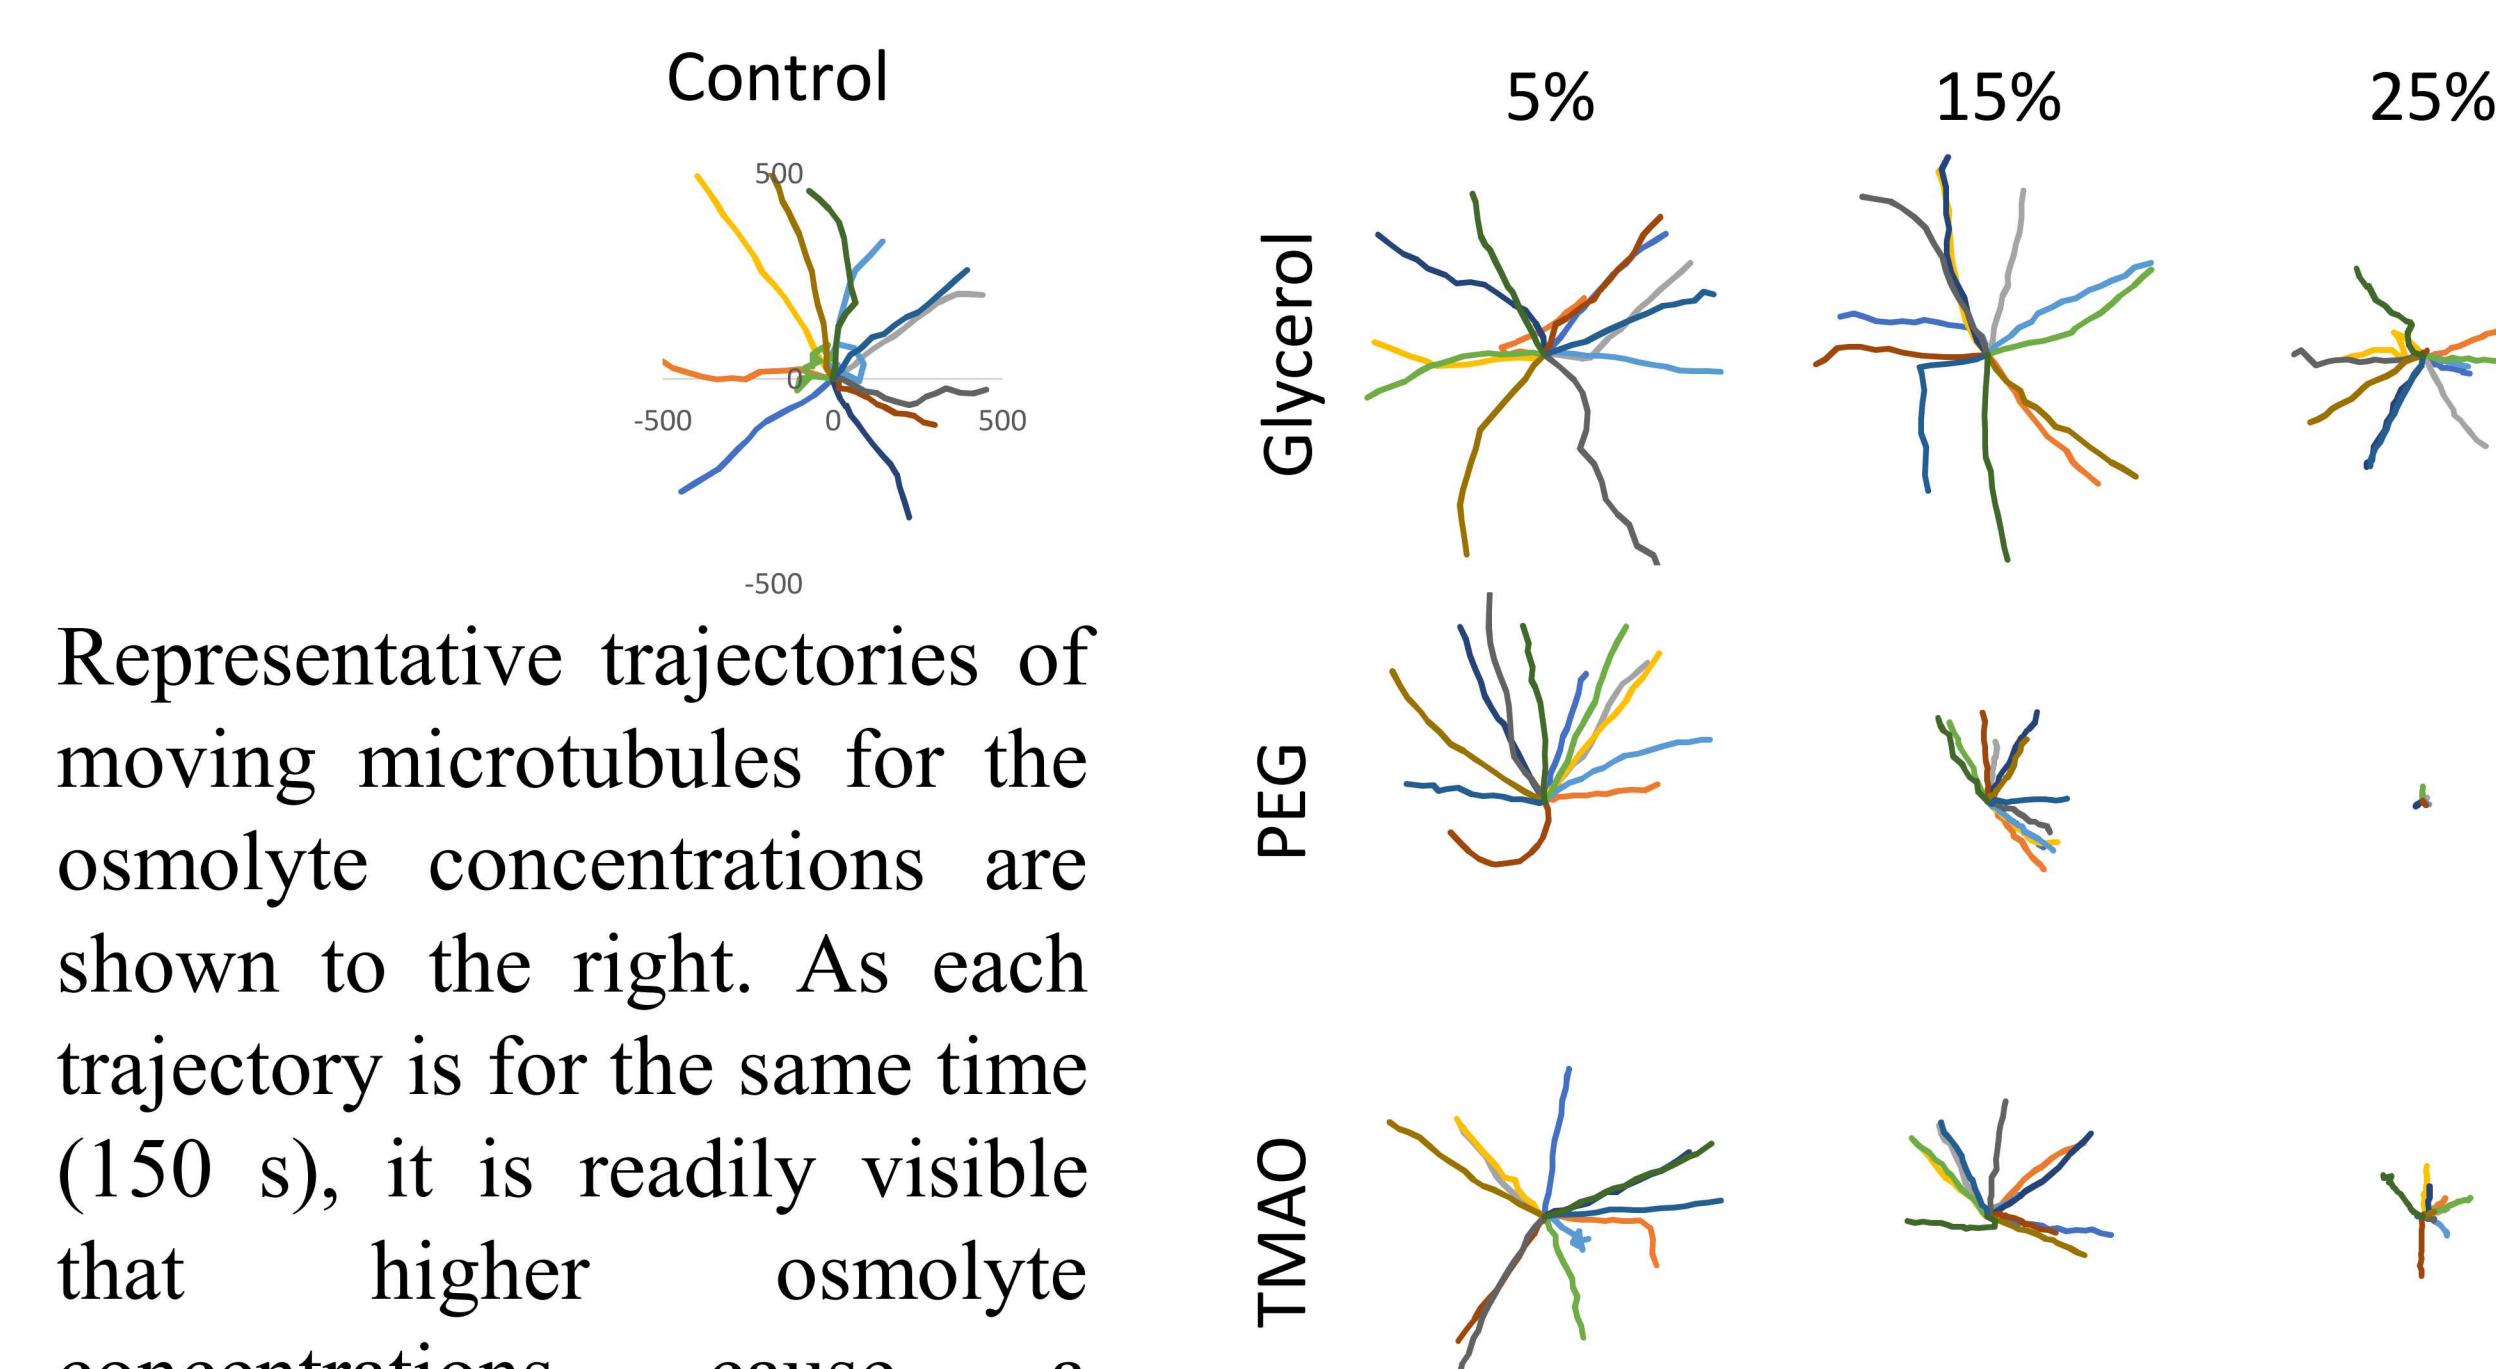 Control
5%
15%
25%
500
0
-500
0
500
-500
Glycerol
PEG
TMAO
Representative trajectories of
moving microtubules for the
osmolyte concentrations are
shown to the right. As each
trajectory is for the same time
(150 s), it is readily visible
that higher osmolyte
concentrations cause a